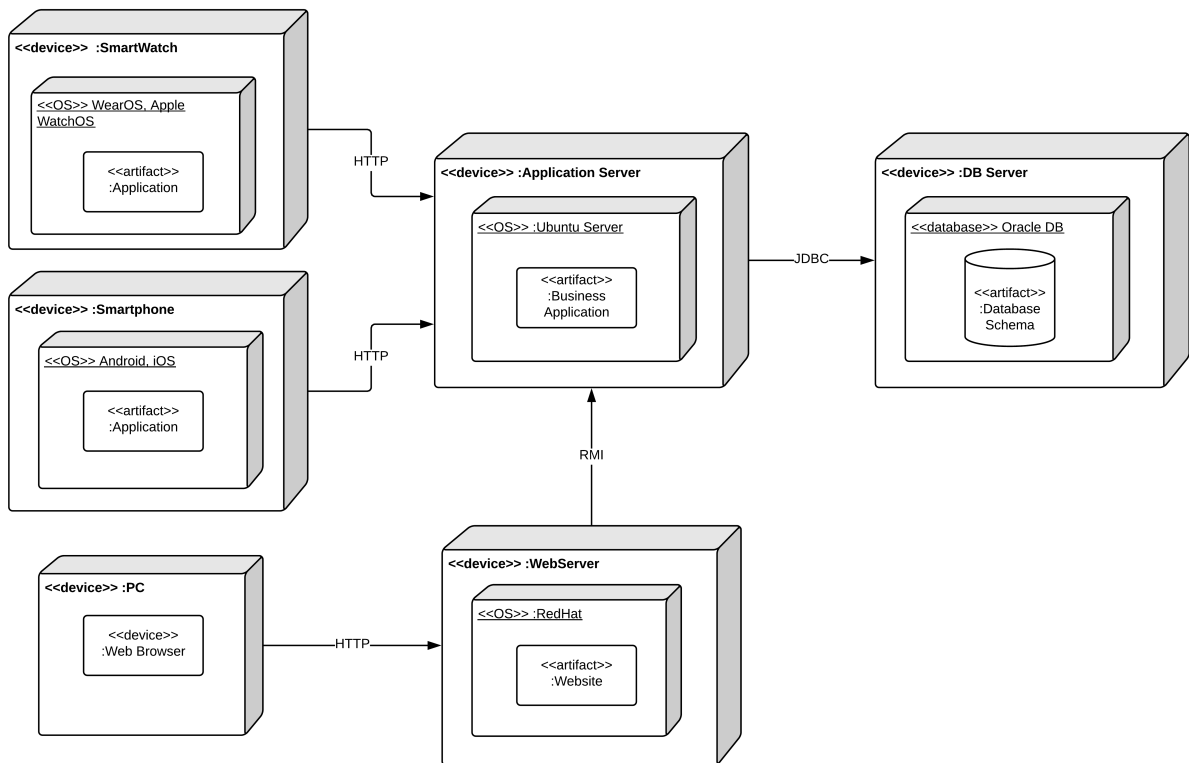 <<device>>  :SmartWatch
<<OS>> WearOS, Apple
WatchOS
<<artifact>>
:Application
HTTP
<<device>> :Smartphone
<<OS>> Android, iOS
<<artifact>>
:Application
HTTP
<<device>> :Application Server
<<OS>> :Ubuntu Server
<<artifact>>
:Business
Application
JDBC
<<device>> :DB Server
<<database>> Oracle DB
<<artifact>>
:Database
Schema
RMI
<<device>> :PC
<<device>>
:Web Browser
HTTP
<<device>> :WebServer
<<OS>> :RedHat
<<artifact>>
:Website